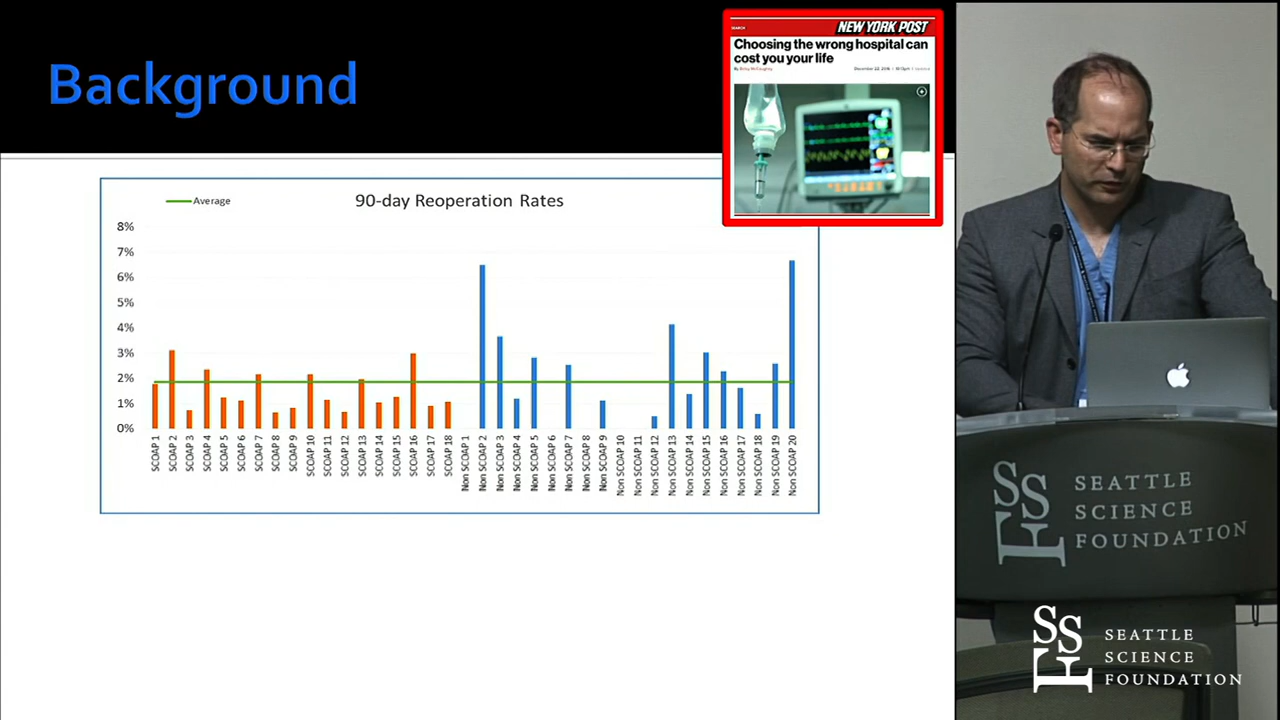 Background
SEARCH
NEW YORK POST
Choosing the wrong hospital can
cost you your life
Average
90-day Reoperation Rates
8%
7%
6%
5%
4%
3%
2%
1%
0%
SCOAP 1
SCOAP 2
SCOAP 3
SCOAP 4
SCOAP 5
SCOAP 6
SCOAP 7
SCOAP 8
SCOAP 9
SCOAP 10
SCOAP 11
SCOAP 12
SCOAP 13
SCOAP 14
SCOAP 15
SCOAP 16
SCOAP 17
SCOAP 18
Non SCOAP 1
Non SCOAP 2
Non SCOAP 3
Non SCOAP 4
Non SCOAP 5
Non SCOAP 6
Non SCOAP 7
Non SCOAP 8
Non SCOAP 9
Non SCOAP 10
Non SCOAP 11
Non SCOAP 12
Non SCOAP 13
Non SCOAP 14
Non SCOAP 15
Non SCOAP 16
Non SCOAP 17
Non SCOAP 18
Non SCOAP 19
Non SCOAP 20
SSF
SEATTLE
SCIENCE
FOUNDATION
SSF
SEATTLE
SCIENCE
FOUNDATION